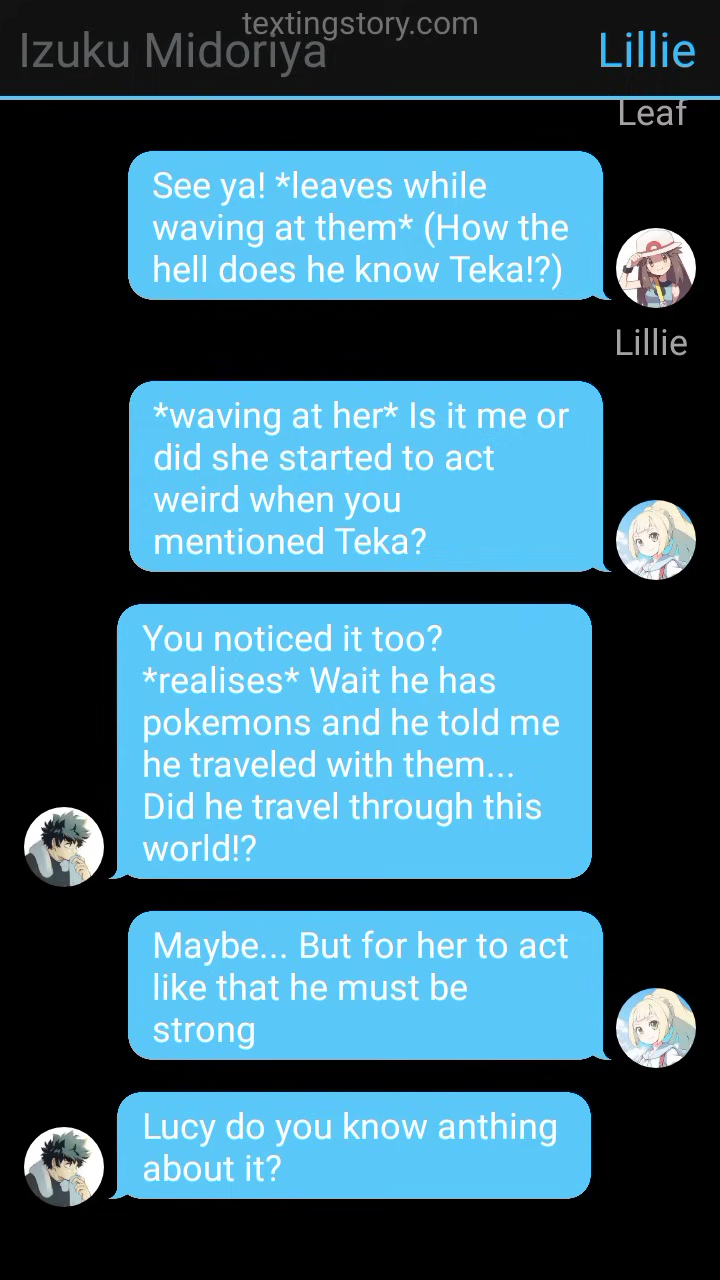 textingstory.com
Izuku Midoriya
Lillie
Leaf
See ya! *leaves while
waving at them* (How the
hell does he know Teka!?)
Lillie
*waving at her* Is it me or
did she started to act
weird when you
mentioned Teka?
You noticed it too?
*realises* Wait he has
pokemons and he told me
he traveled with them...
Did he travel through this
world!?
Maybe... But for her to act
like that he must be
strong
Lucy do you know anthing
about it?